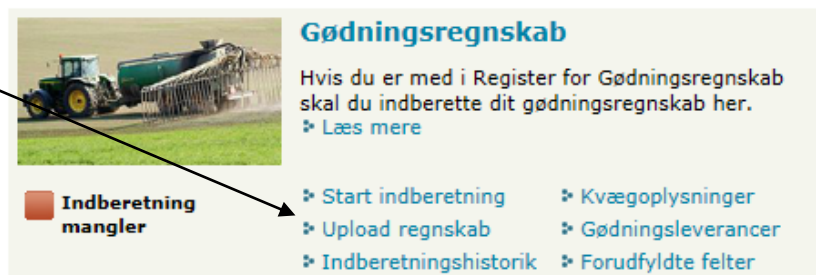 Gødningsregnskab
Hvis du er med i Register for Gødningsregnskab
skal du indberette dit gødningsregnskab her.
Læs mere
Indberetning
mangler
Start indberetning
Upload regnskab
Indberetningshistorik
Kvægoplysninger
Gødningsleverancer
Forudfyldte felter